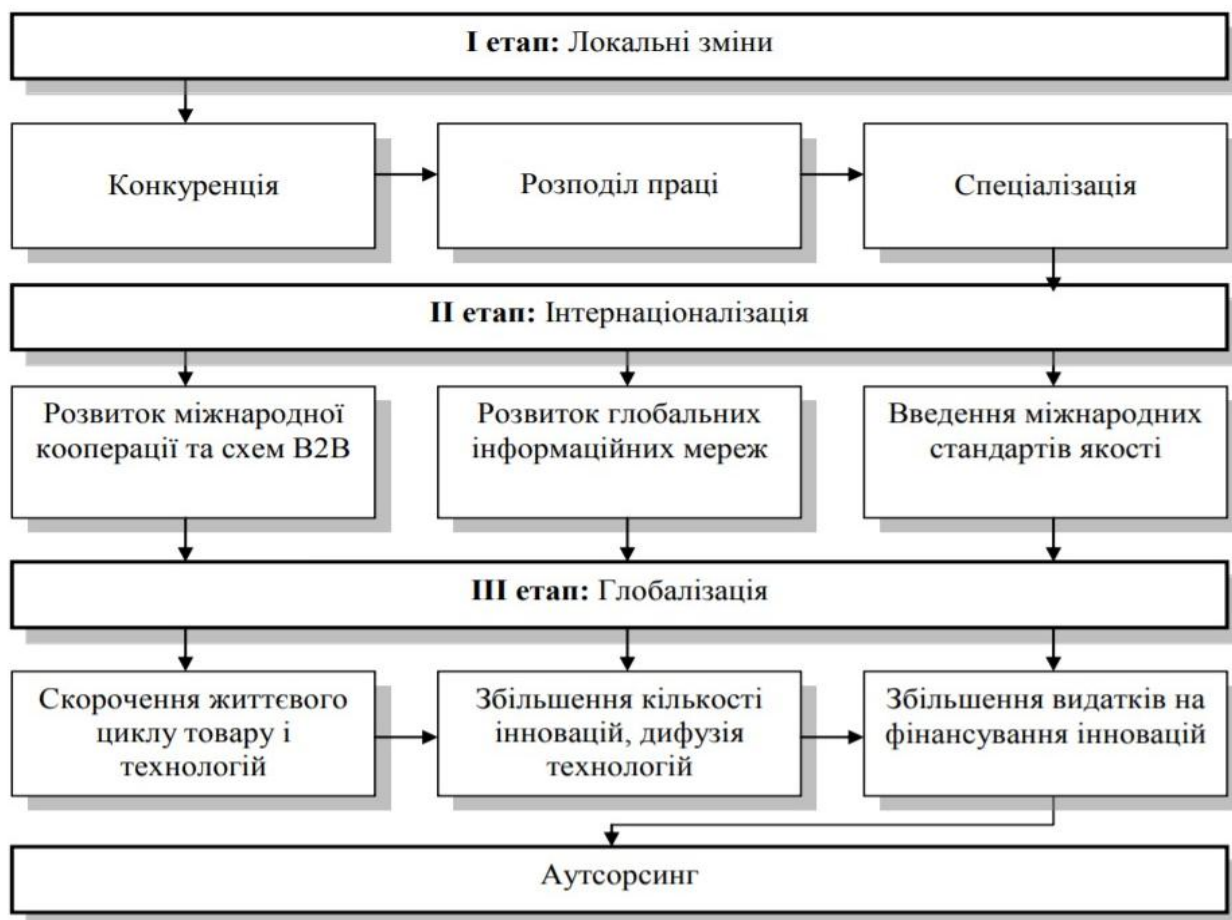 I етап: Локальні зміни
Конкуренція
Розподіл праці
Спеціалізація
II етап: Інтернаціоналізація
Розвиток міжнародної
кооперації та схем B2B
Розвиток глобальних
інформаційних мереж
Введення міжнародних
стандартів якості
III етап: Глобалізація
Скорочення життєвого
циклу товару і
технологій
Збільшення кількості
інновацій, дифузія
технологій
Збільшення видатків на
фінансування інновацій
Аутсорсинг